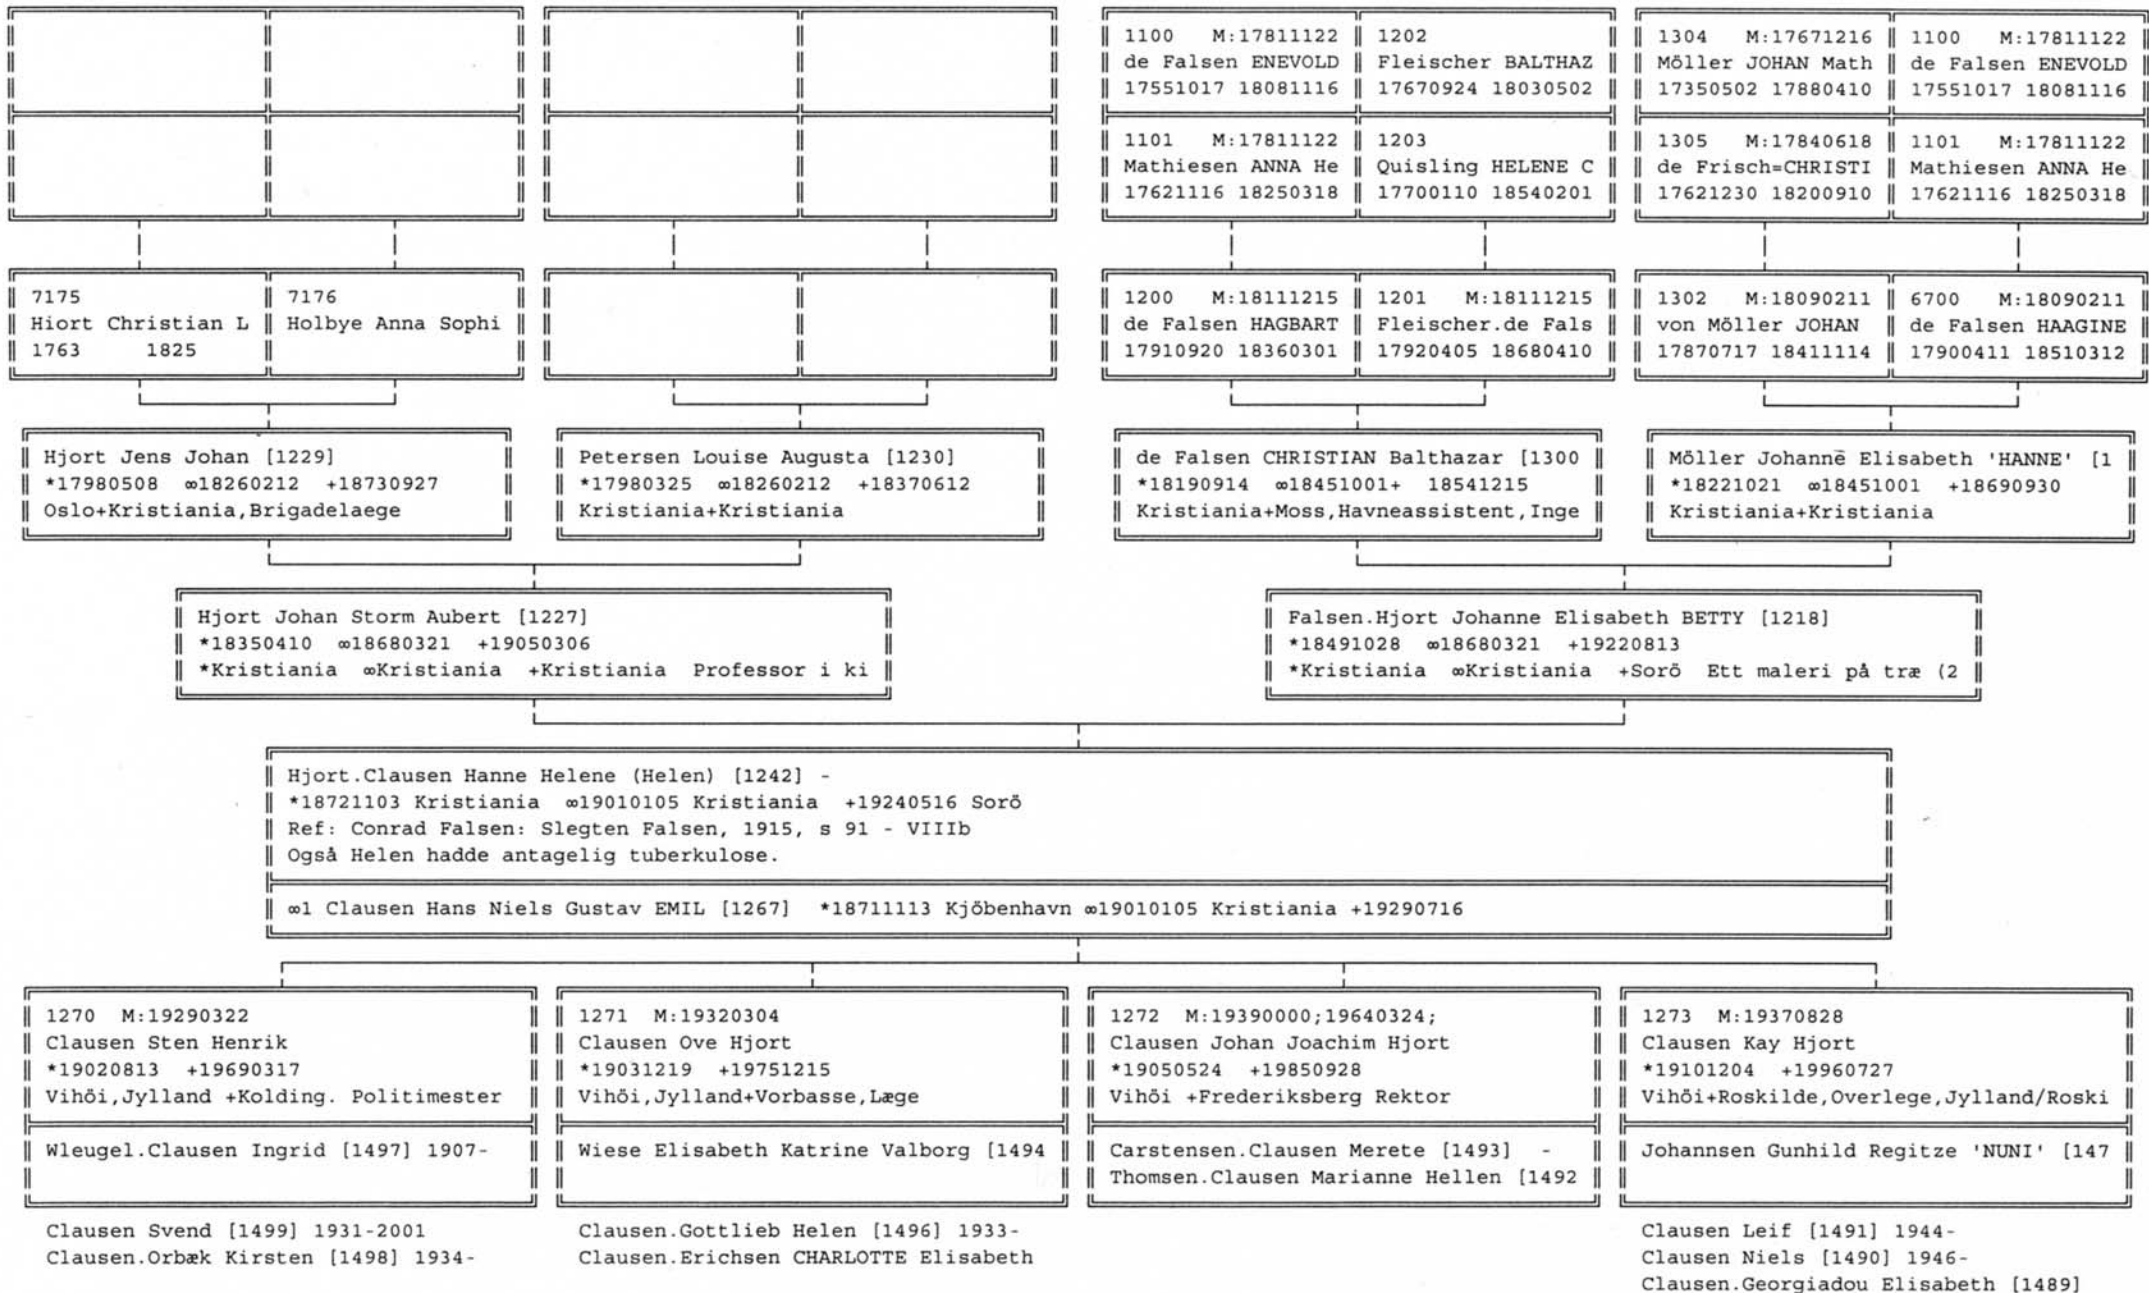 1100 M:17811122
de Falsen ENEVOLD
17551017 18081116
1202
Fleischer BALTHAZ
17670924 18030502
1304 M:17671216
Möller JOHAN Math
17350502 17880410
1100 M:17811122
de Falsen ENEVOLD
17551017 18081116
1101 M:17811122
Mathiesen ANNA He
17621116 18250318
1203
Quisling HELENE C
17700110 18540201
1305 M:17840618
de Frisch=CHRISTI
17621230 18200910
1101 M:17811122
Mathiesen ANNA He
17621116 18250318
7175
Hiort Christian L
1763 1825
7176
Holbye Anna Sophi
1200 M:18111215
de Falsen HAGBART
17910920 18360301
1201 M:18111215
Fleischer.de Fals
17920405 18680410
1302 M:18090211
von Möller JOHAN
17870717 18411114
6700 M:18090211
de Falsen HAAGINE
17900411 18510312
Hjort Jens Johan [1229]
*17980508 ∞18260212 +18730927
Oslo+Kristiania,Brigadelaege
Petersen Louise Augusta [1230]
*17980325 ∞18260212 +18370612
Kristiania+Kristiania
de Falsen CHRISTIAN Balthazar [1300
*18190914 ∞18451001+ 18541215
Kristiania+Moss,Havneassistent,Inge
Möller Johanne Elisabeth 'HANNE' [1
*18221021 ∞18451001 +18690930
Kristiania+Kristiania
Hjort Johan Storm Aubert [1227]
*18350410 ∞18680321 +19050306
*Kristiania ∞Kristiania +Kristiania Professor i ki
Falsen.Hjort Johanne Elisabeth BETTY [1218]
*18491028 ∞18680321 +19220813
*Kristiania ∞Kristiania +Sorö Ett maleri på træ (2
Hjort.Clausen Hanne Helene (Helen) [1242] -
*18721103 Kristiania ∞19010105 Kristiania +19240516 Sorö
Ref: Conrad Falsen: Slegten Falsen, 1915, s 91 - VIIIb
Også Helen hadde antagelig tuberkulose.
∞1 Clausen Hans Niels Gustav EMIL [1267] *18711113 Kjöbenhavn ∞19010105 Kristiania +19290716
1270 M:19290322
Clausen Sten Henrik
*19020813 +19690317
Vihöi,Jylland +Kolding. Politimester
Wleugel.Clausen Ingrid [1497] 1907-
Clausen Svend [1499] 1931-2001
Clausen.Orbæk Kirsten [1498] 1934-
1271 M:19320304
Clausen Ove Hjort
*19031219 +19751215
Vihöi,Jylland+Vorbasse,Læge
Wiese Elisabeth Katrine Valborg [1494
Clausen.Gottlieb Helen [1496] 1933-
Clausen.Erichsen CHARLOTTE Elisabeth
1272 M:19390000;19640324;
Clausen Johan Joachim Hjort
*19050524 +19850928
Vihöi +Frederiksberg Rektor
Carstensen.Clausen Merete [1493] -
Thomsen.Clausen Marianne Hellen [1492
1273 M:19370828
Clausen Kay Hjort
*19101204 +19960727
Vihöi+Roskilde,Overlege,Jylland/Roski
Johannsen Gunhild Regitze 'NUNI' [147
Clausen Leif [1491] 1944-
Clausen Niels [1490] 1946-
Clausen.Georgiadou Elisabeth [1489]